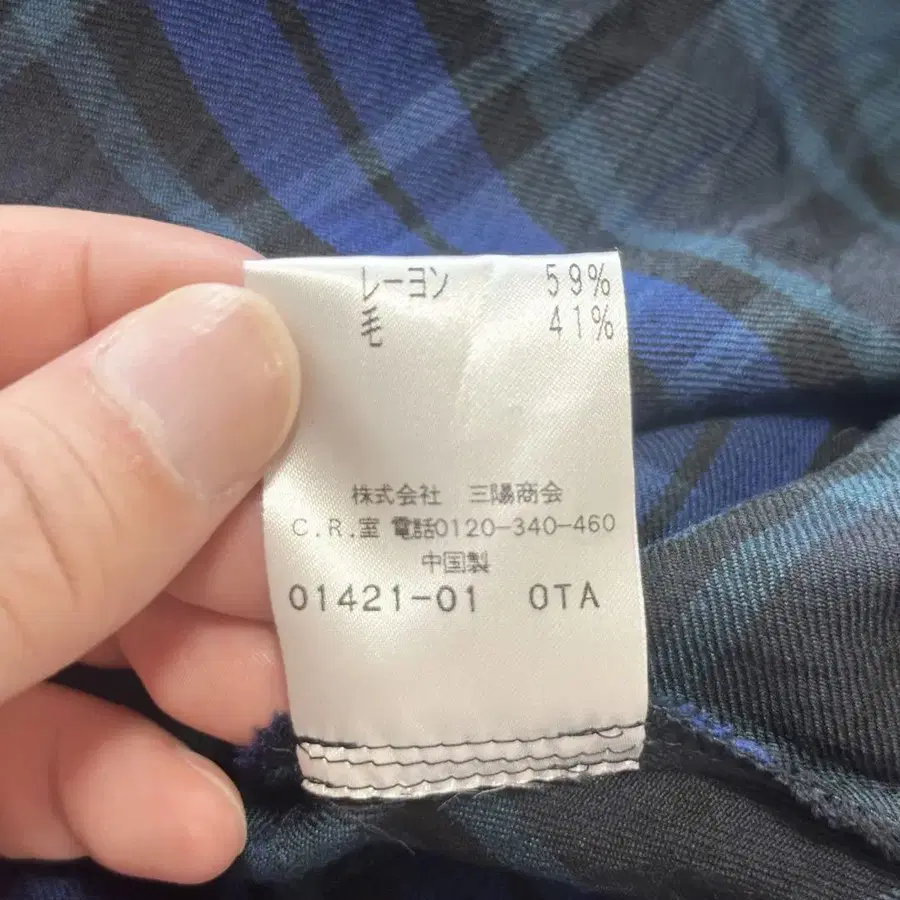 レーヨン 59%
毛 41%
株式会社 三陽商会
C.R.室 電話0120-340-460
中国製
01421-01 OTA